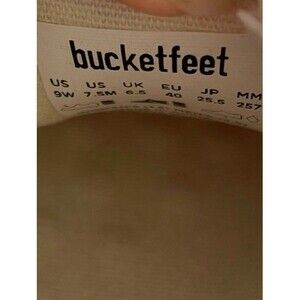 bucketfeet
US US UK EU JP MM
9W 7.5M 6.5 40 25.5 257